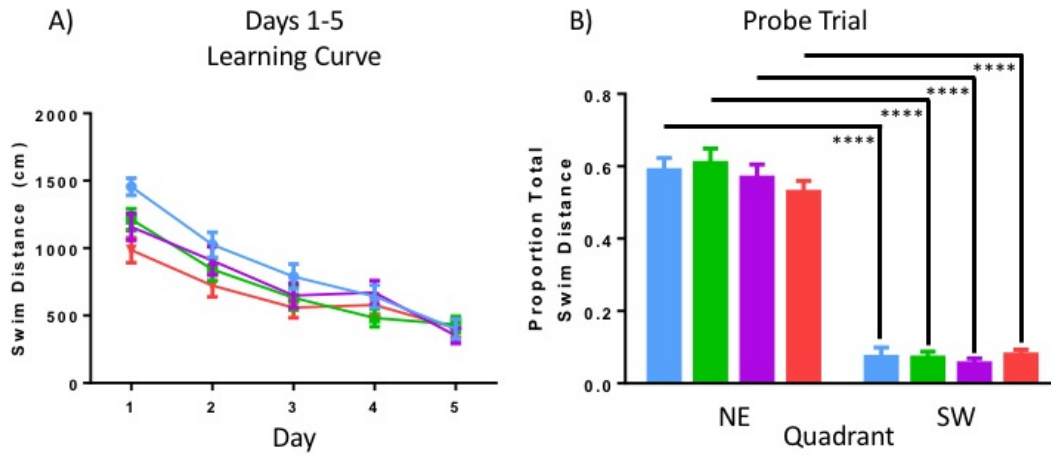 A)
Days 1-5
Learning Curve
Swim Distance (cm)
2000
1500
1000
500
0
1 2 3 4 5
Day
B)
Probe Trial
Proportion Total
Swim Distance
0.8
0.6
0.4
0.2
0.0
****
****
****
****
NE SW
Quadrant